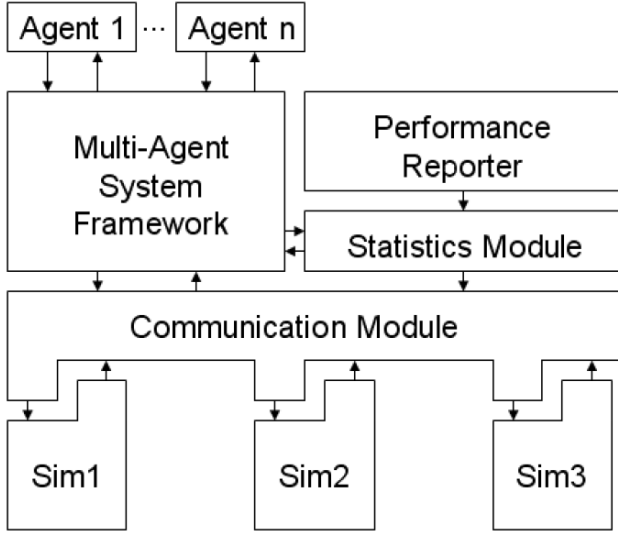 Agent 1 ... Agent n
Multi-Agent
System
Framework
Performance
Reporter
Statistics Module
Communication Module
Sim1
Sim2
Sim3